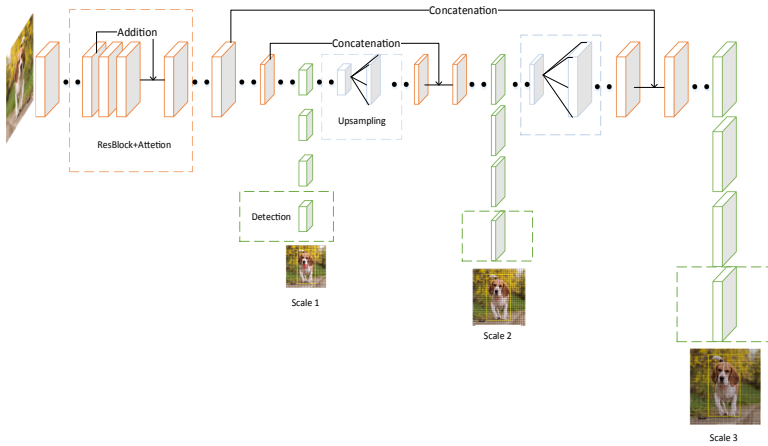 Concatenation
Addition
Concatenation
ResBlock+Attetion
Upsampling
Detection
Scale 1
Scale 2
Scale 3